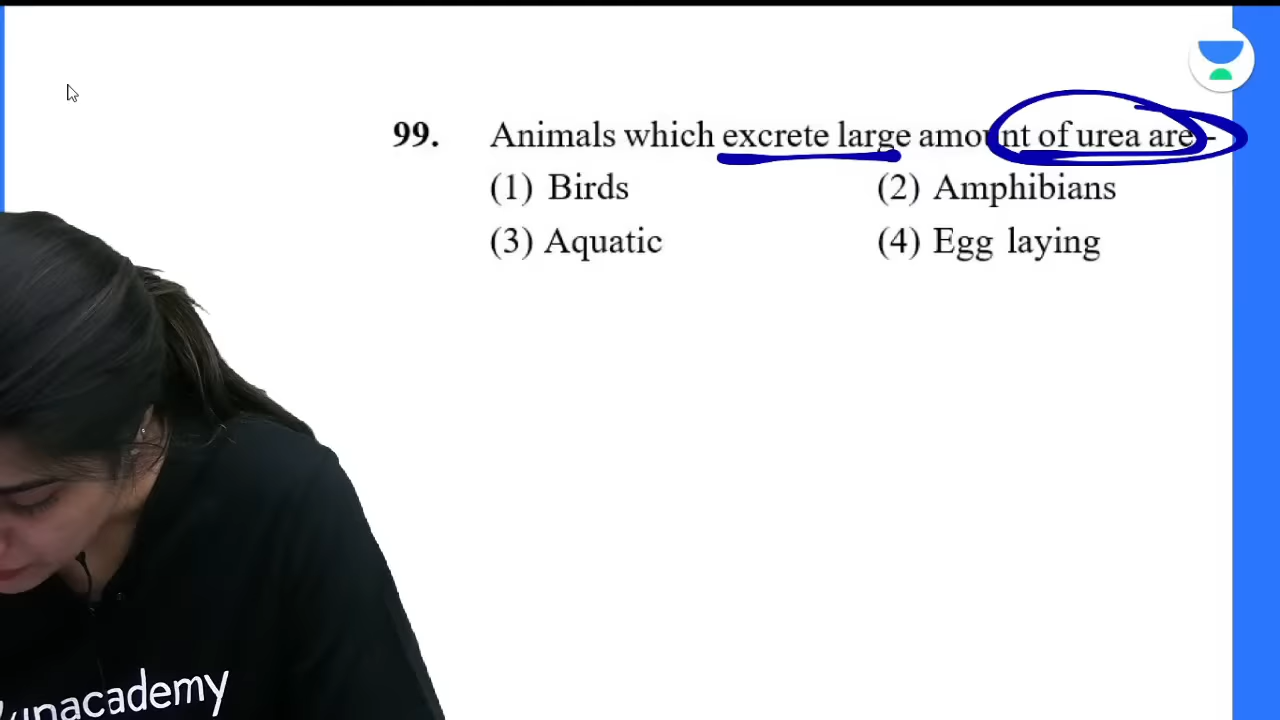 99. Animals which excrete large amount of urea are -
(1) Birds (2) Amphibians
(3) Aquatic (4) Egg laying
unacademy